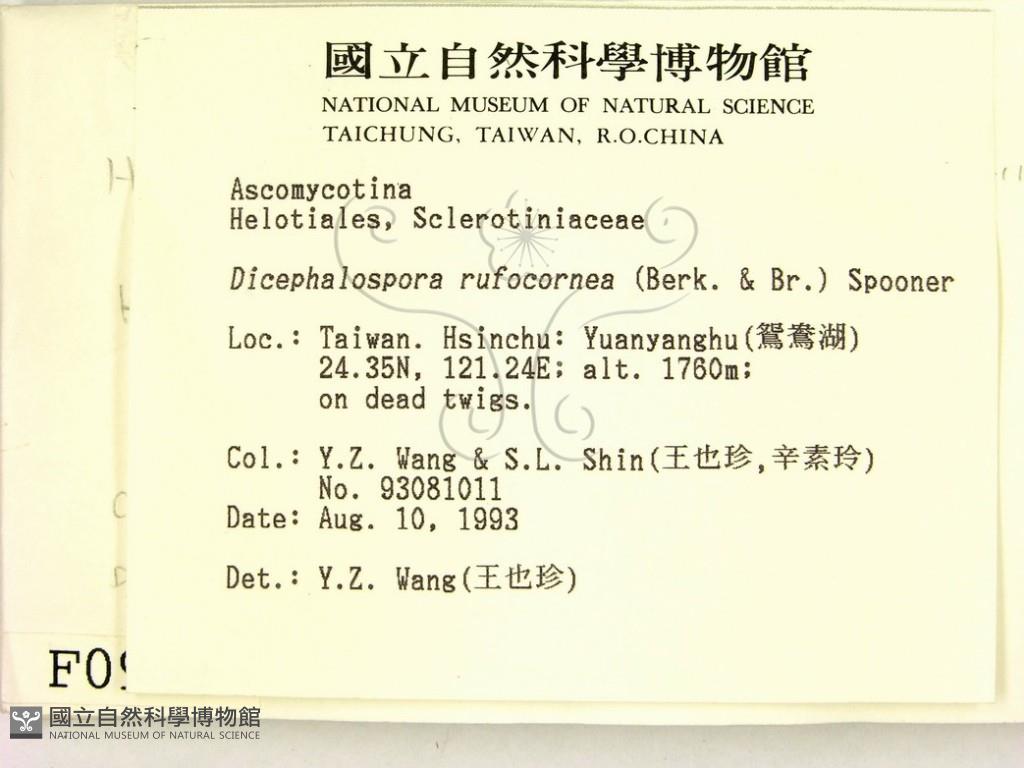 國立自然科學博物館
NATIONAL MUSEUM OF NATURAL SCIENCE
TAICHUNG, TAIWAN, R.O.CHINA
Ascomycotina
Helotiales, Sclerotiniaceae
Dicephalospora rufocornea (Berk. & Br.) Spooner
Loc.: Taiwan. Hsinchu: Yuanyanghu(鴛鴦湖)
24.35N, 121.24E; alt. 1760m;
on dead twigs.
Col.: Y.Z. Wang & S.L. Shin(王也珍,辛素玲)
No. 93081011
Date: Aug. 10, 1993
Det.: Y.Z. Wang(王也珍)
國立自然科學博物館
NATIONAL MUSEUM OF NATURAL SCIENCE